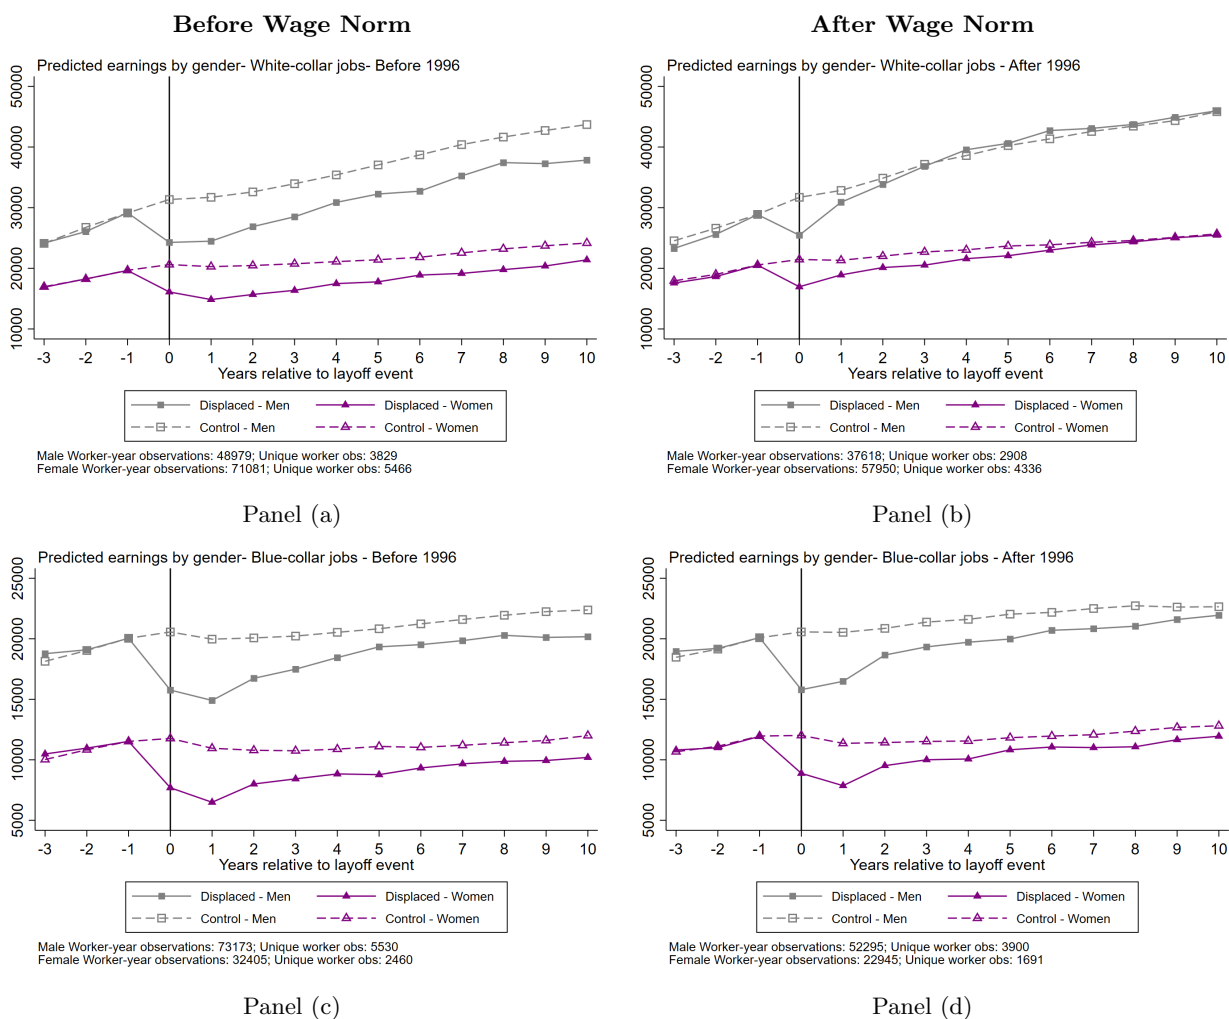 Before Wage Norm
After Wage Norm
Predicted earnings by gender- White-collar jobs- Before 1996
50000
40000
30000
20000
10000
-3 -2 -1 0 1 2 3 4 5 6 7 8 9 10
Years relative to layoff event
Displaced - Men Displaced - Women
Control - Men Control - Women
Male Worker-year observations: 48979; Unique worker obs: 3829
Female Worker-year observations: 71081; Unique worker obs: 5466
Panel (a)
Predicted earnings by gender- White-collar jobs - After 1996
50000
40000
30000
20000
10000
-3 -2 -1 0 1 2 3 4 5 6 7 8 9 10
Years relative to layoff event
Displaced - Men Displaced - Women
Control - Men Control - Women
Male Worker-year observations: 37618; Unique worker obs: 2908
Female Worker-year observations: 57950; Unique worker obs: 4336
Panel (b)
Predicted earnings by gender- Blue-collar jobs - Before 1996
25000
20000
15000
10000
5000
-3 -2 -1 0 1 2 3 4 5 6 7 8 9 10
Years relative to layoff event
Displaced - Men Displaced - Women
Control - Men Control - Women
Male Worker-year observations: 73173; Unique worker obs: 5530
Female Worker-year observations: 32405; Unique worker obs: 2460
Panel (c)
Predicted earnings by gender- Blue-collar jobs - After 1996
25000
20000
15000
10000
5000
-3 -2 -1 0 1 2 3 4 5 6 7 8 9 10
Years relative to layoff event
Displaced - Men Displaced - Women
Control - Men Control - Women
Male Worker-year observations: 52295; Unique worker obs: 3900
Female Worker-year observations: 22945; Unique worker obs: 1691
Panel (d)